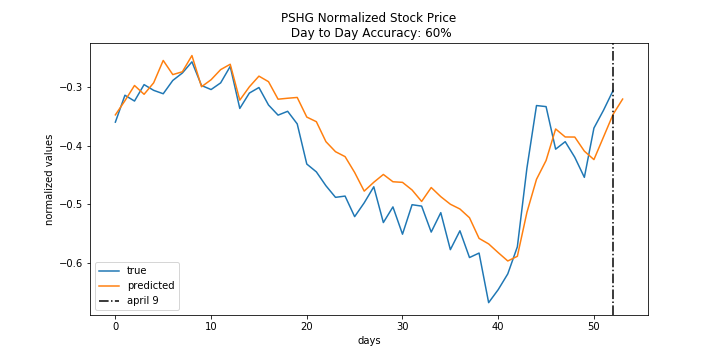 PSHG Normalized Stock Price
Day to Day Accuracy: 60%
−0.3
−0.4
−0.5
−0.6
normalized values
true
predicted
april 9
0 10 20 30 40 50
days